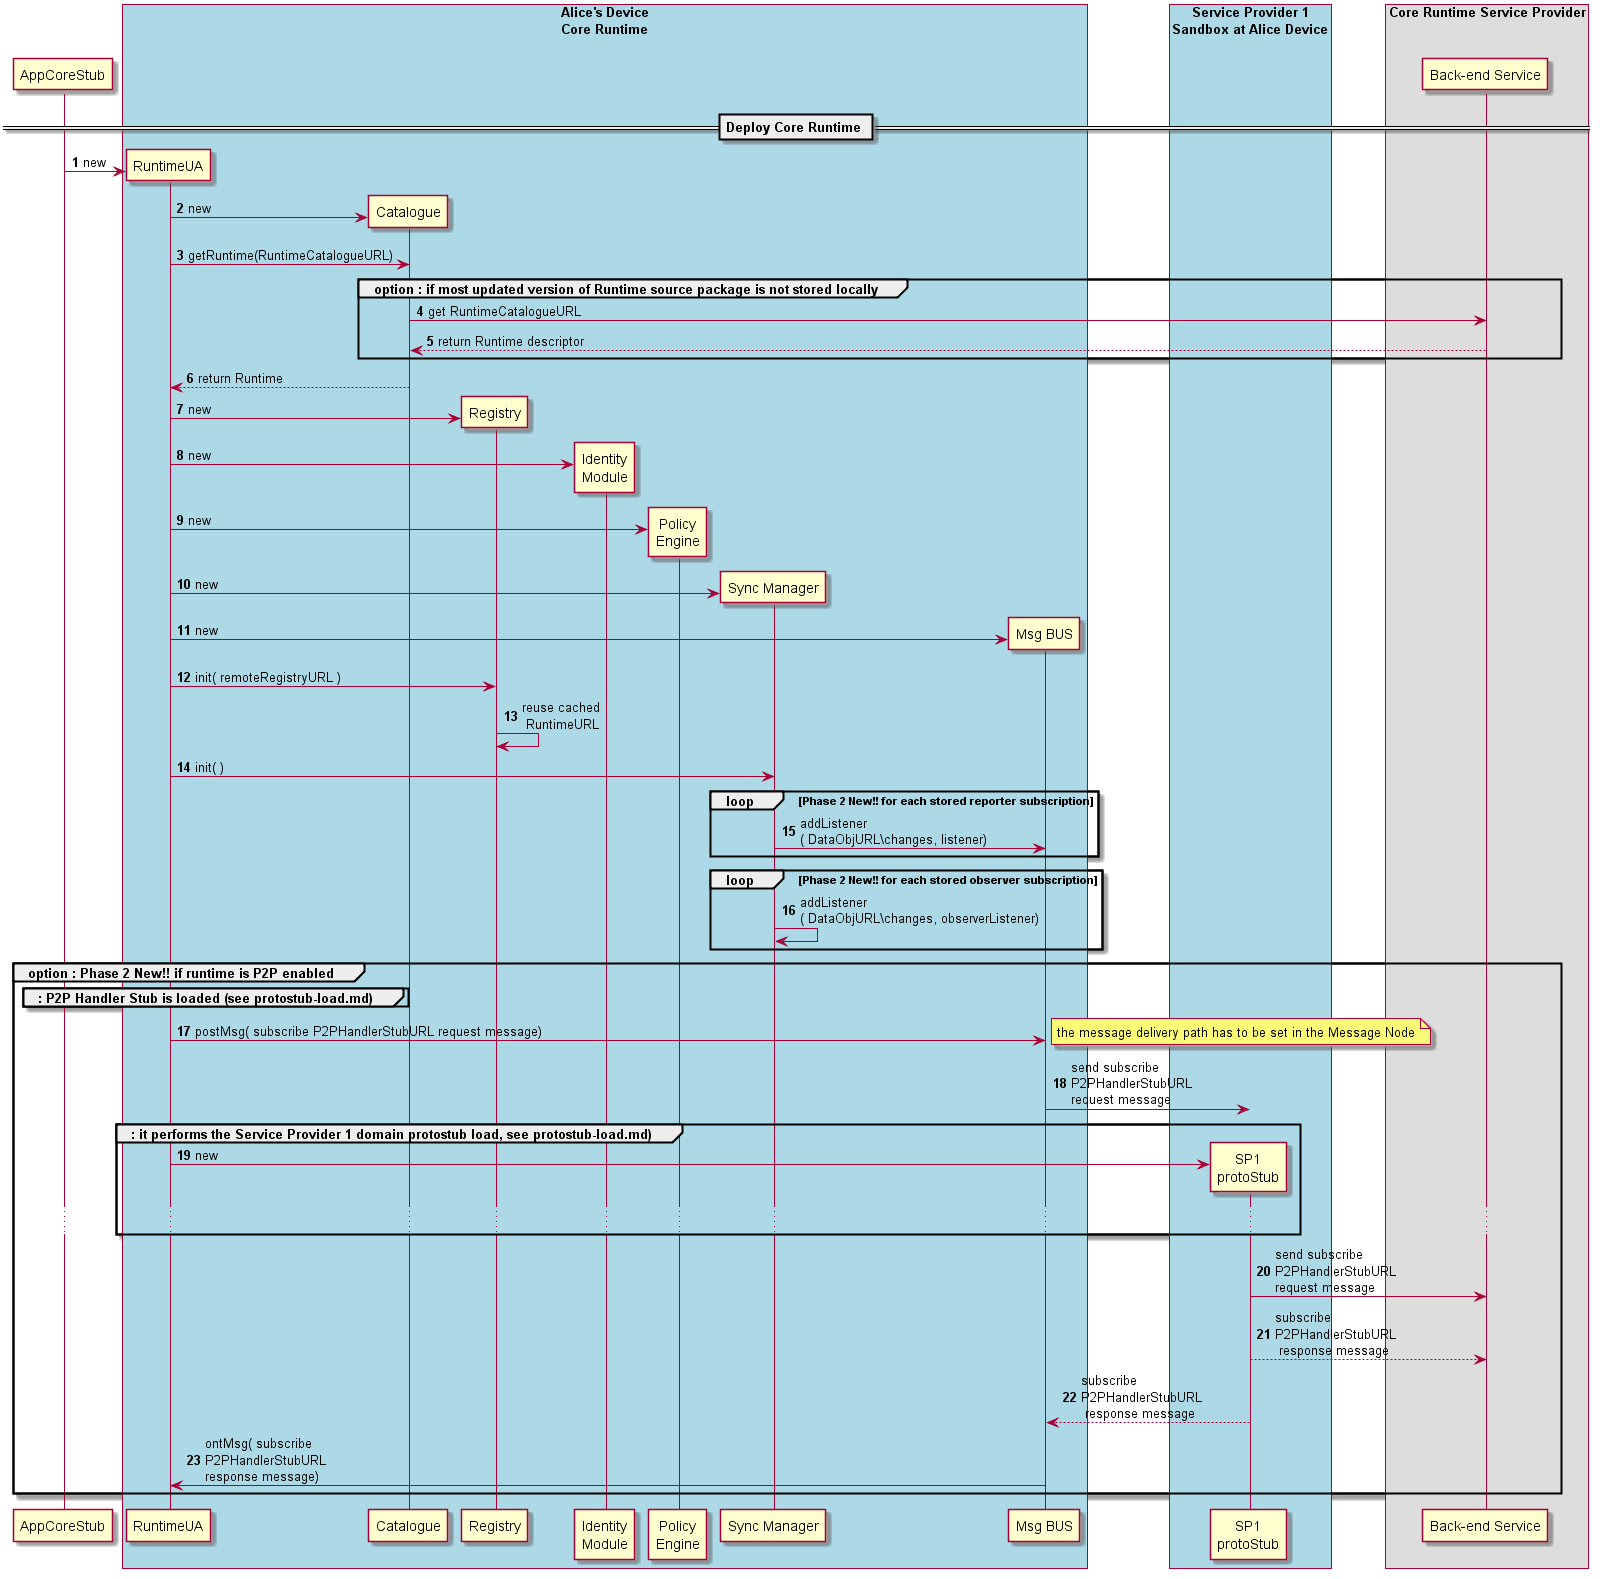 Alice's Device
Core Runtime
Service Provider 1
Sandbox at Alice Device
Core Runtime Service Provider
AppCoreStub
Back-end Service
Deploy Core Runtime
1 new
RuntimeUA
2 new
Catalogue
3 getRuntime(RuntimeCatalogueURL)
option : if most updated version of Runtime source package is not stored locally
4 get RuntimeCatalogueURL
5 return Runtime descriptor
6 return Runtime
7 new
Registry
8 new
Identity
Module
9 new
Policy
Engine
10 new
Sync Manager
11 new
Msg BUS
12 init( remoteRegistryURL )
reuse cached
13
RuntimeURL
14 init( )
loop [Phase 2 New!! for each stored reporter subscription]
addListener
15
( DataObjURL\changes, listener)
loop [Phase 2 New!! for each stored observer subscription]
addListener
16
( DataObjURL\changes, observerListener)
option : Phase 2 New!! if runtime is P2P enabled
: P2P Handler Stub is loaded (see protostub-load.md)
17 postMsg( subscribe P2PHandlerStubURL request message)
the message delivery path has to be set in the Message Node
send subscribe
18 P2PHandlerStubURL
request message
: it performs the Service Provider 1 domain protostub load, see protostub-load.md)
19 new
SP1
protoStub
send subscribe
20 P2PHandlerStubURL
request message
subscribe
21 P2PHandlerStubURL
response message
subscribe
22 P2PHandlerStubURL
response message
ontMsg( subscribe
23 P2PHandlerStubURL
response message)
AppCoreStub
RuntimeUA
Catalogue
Registry
Identity
Module
Policy
Engine
Sync Manager
Msg BUS
SP1
protoStub
Back-end Service